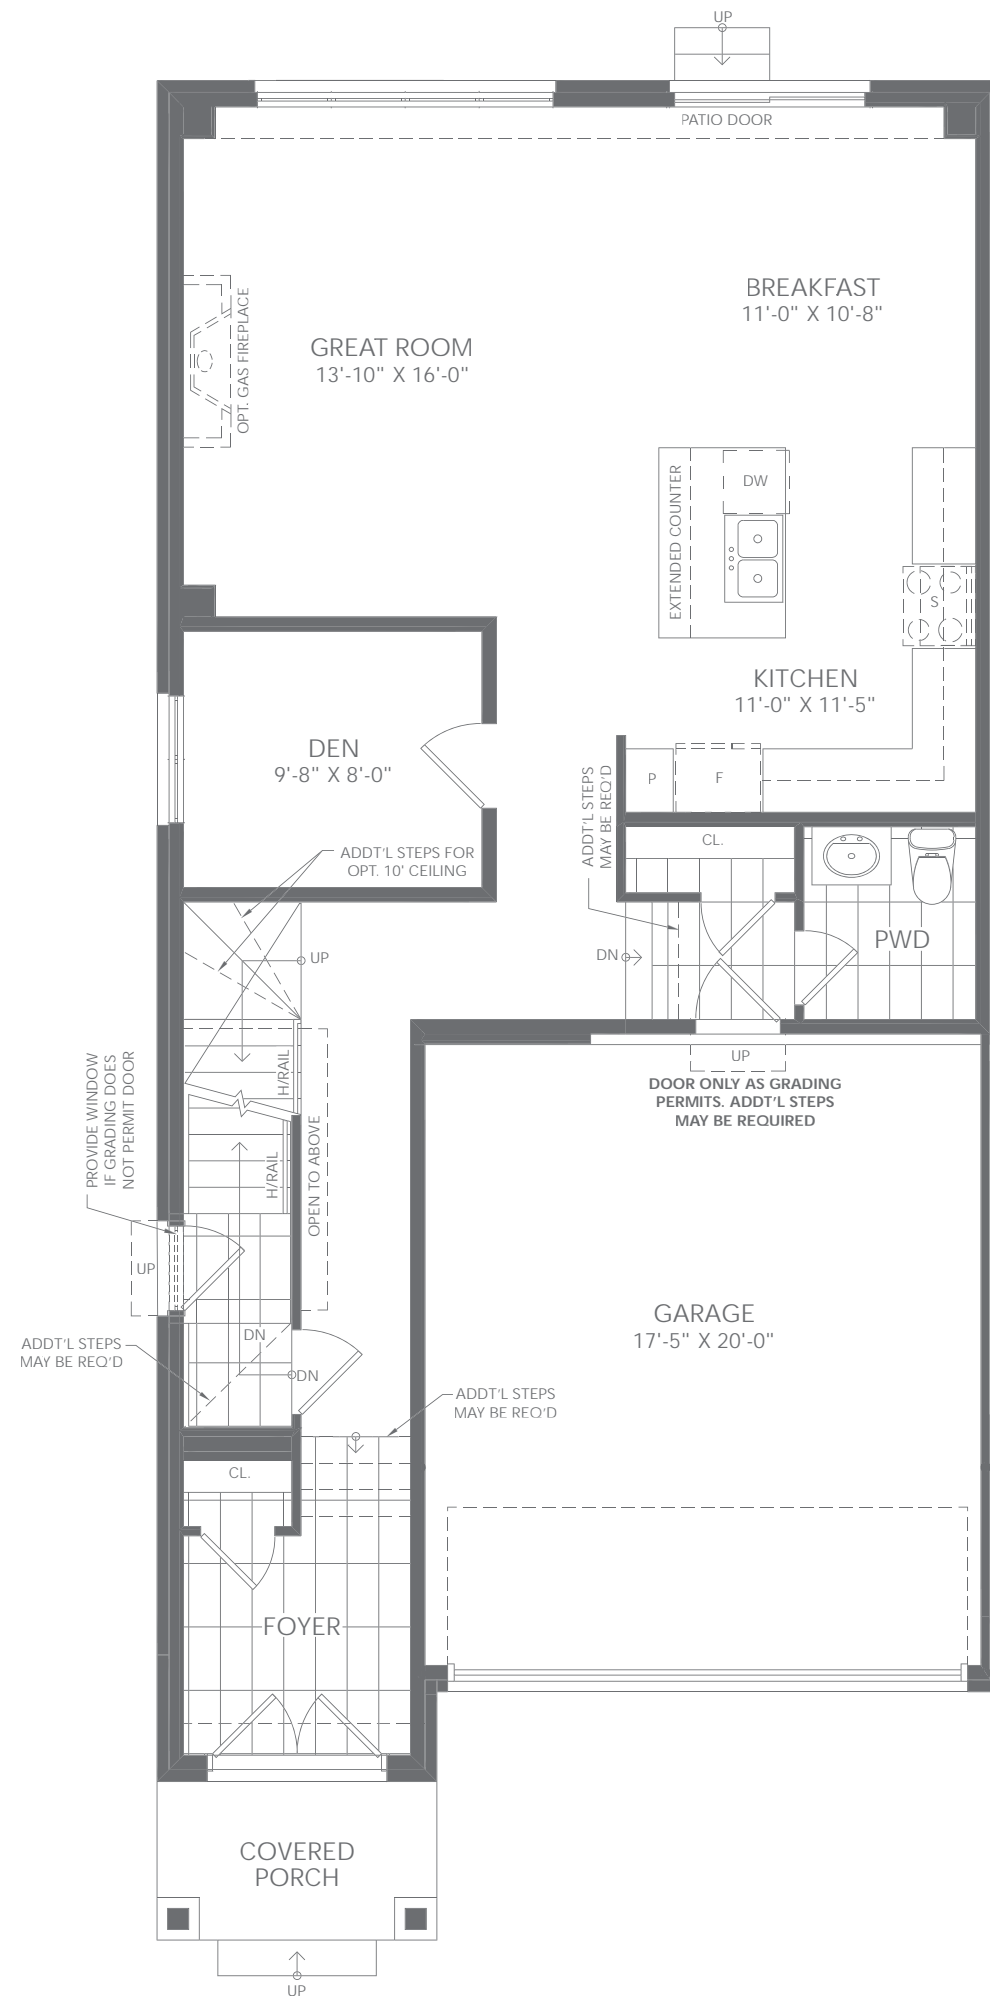 UP
PATIO DOOR
BREAKFAST
11'-0" X 10'-8"
GREAT ROOM
13'-10" X 16'-0"
OPT. GAS FIREPLACE
EXTENDED COUNTER
DW
S
KITCHEN
11'-0" X 11'-5"
DEN
9'-8" X 8'-0"
P
F
ADDT'L STEPS
MAY BE REQ'D
CL.
ADDT'L STEPS FOR
OPT. 10' CEILING
PWD
UP
DN
H/RAIL
UP
DOOR ONLY AS GRADING
PERMITS. ADDT'L STEPS
MAY BE REQUIRED
PROVIDE WINDOW
IF GRADING DOES
NOT PERMIT DOOR
H/RAIL
OPEN TO ABOVE
UP
GARAGE
17'-5" X 20'-0"
DN
ADDT'L STEPS
MAY BE REQ'D
DN
ADDT'L STEPS
MAY BE REQ'D
CL.
FOYER
COVERED
PORCH
UP